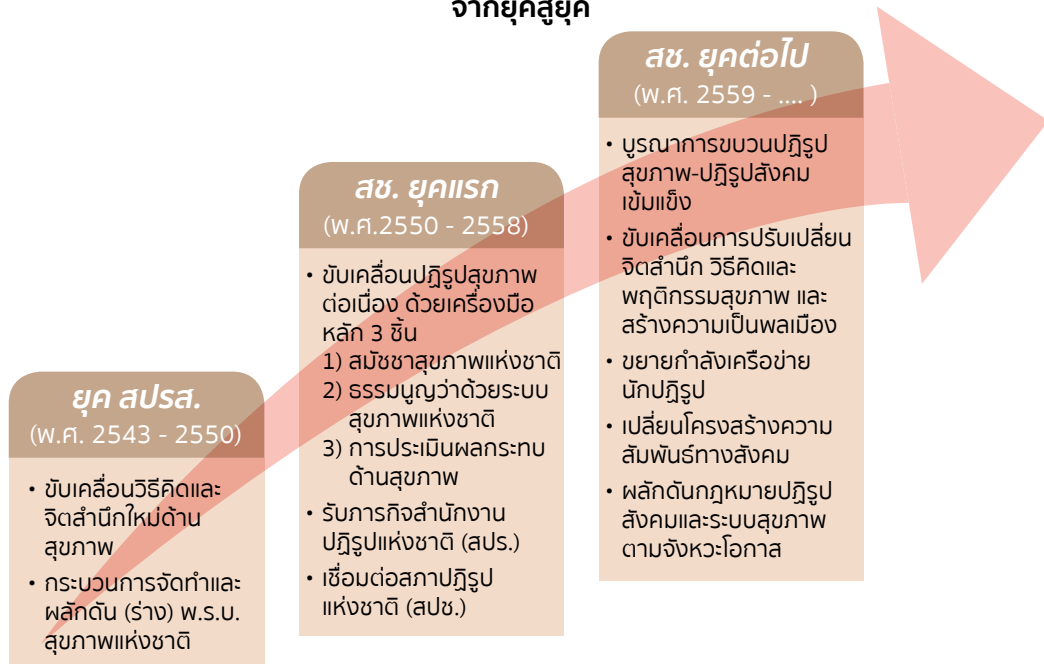 จากยุคสู่ยุค
สช. ยุคต่อไป
(พ.ศ. 2559 - .... )
• บูรณาการขบวนปฏิรูป
สุขภาพ-ปฏิรูปสังคม
เข้มแข็ง
• ขับเคลื่อนการปรับเปลี่ยน
จิตสำนึก วิธีคิดและ
พฤติกรรมสุขภาพ และ
สร้างความเป็นพลเมือง
• ขยายกำลังเครือข่าย
นักปฏิรูป
• เปลี่ยนโครงสร้างความ
สัมพันธ์ทางสังคม
• ผลักดันกฎหมายปฏิรูป
สังคมและระบบสุขภาพ
ตามจังหวะโอกาส
สช. ยุคแรก
(พ.ศ.2550 - 2558)
• ขับเคลื่อนปฏิรูปสุขภาพ
ต่อเนื่อง ด้วยเครื่องมือ
หลัก 3 ชิ้น
1) สมัชชาสุขภาพแห่งชาติ
2) ธรรมนูญว่าด้วยระบบ
สุขภาพแห่งชาติ
3) การประเมินผลกระทบ
ด้านสุขภาพ
• รับภารกิจสำนักงาน
ปฏิรูปแห่งชาติ (สปร.)
• เชื่อมต่อสภาปฏิรูป
แห่งชาติ (สปช.)
ยุค สปรส.
(พ.ศ. 2543 - 2550)
• ขับเคลื่อนวิธีคิดและ
จิตสำนึกใหม่ด้าน
สุขภาพ
• กระบวนการจัดทำและ
ผลักดัน (ร่าง) พ.ร.บ.
สุขภาพแห่งชาติ